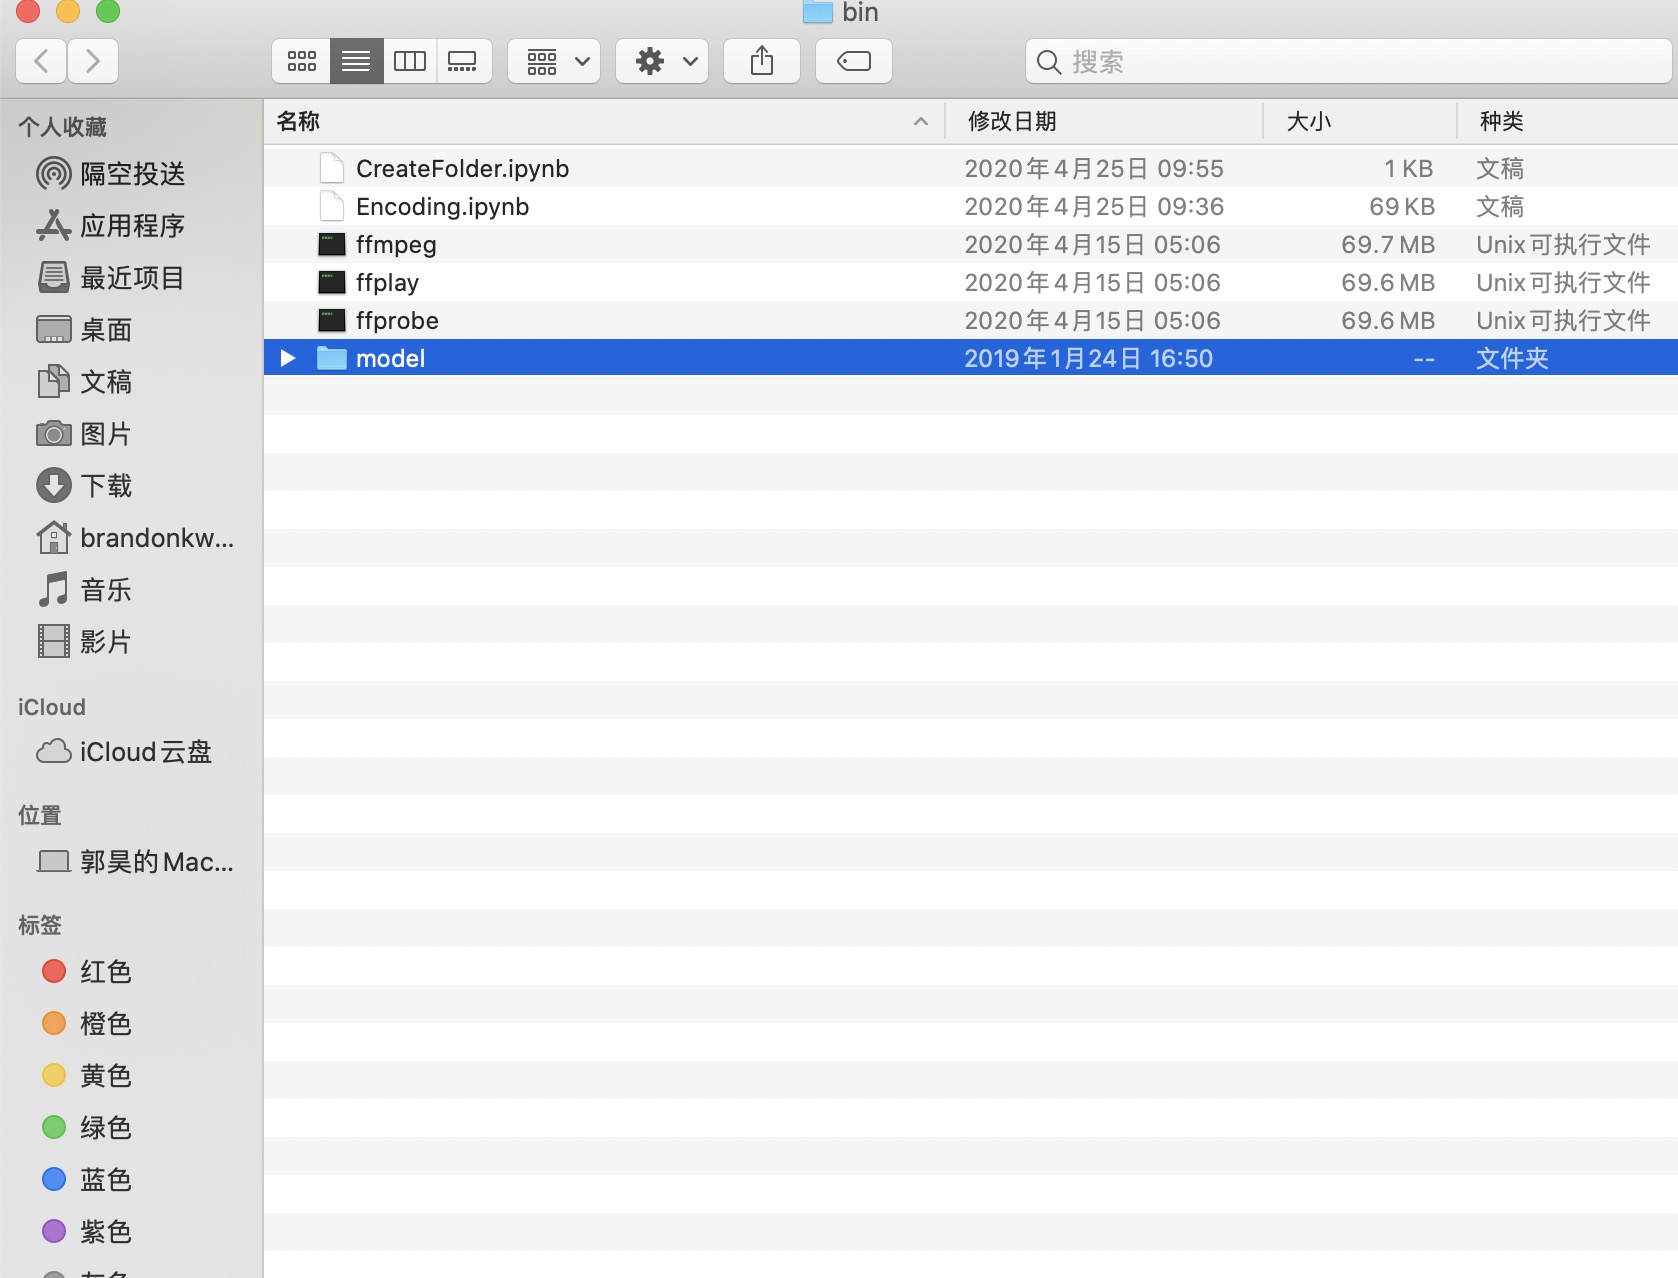 bin
搜索
个人收藏
隔空投送
应用程序
最近项目
桌面
文稿
图片
下载
brandonkw...
音乐
影片
iCloud
iCloud云盘
位置
郭昊的Mac...
标签
红色
橙色
黄色
绿色
蓝色
紫色
名称 修改日期 大小 种类
CreateFolder.ipynb 2020年4月25日 09:55 1 KB 文稿
Encoding.ipynb 2020年4月25日 09:36 69 KB 文稿
ffmpeg 2020年4月15日 05:06 69.7 MB Unix可执行文件
ffplay 2020年4月15日 05:06 69.6 MB Unix可执行文件
ffprobe 2020年4月15日 05:06 69.6 MB Unix可执行文件
model 2019年1月24日 16:50 -- 文件夹